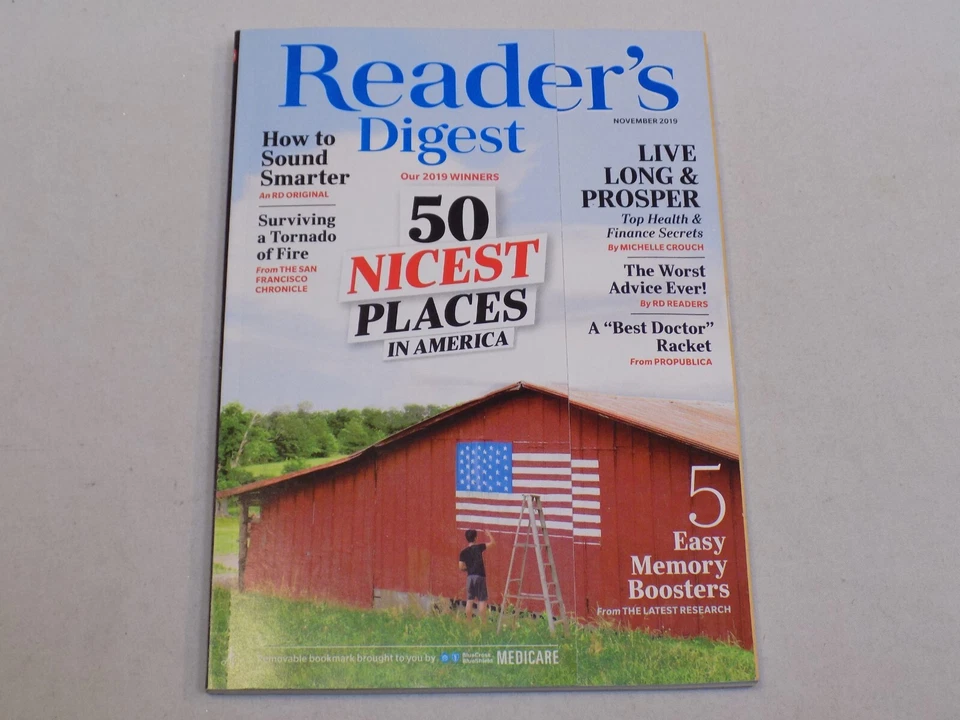 Reader's
Digest
NOVEMBER 2019
How to
Sound
Smarter
An RD ORIGINAL
Surviving
a Tornado
of Fire
From THE SAN
FRANCISCO
CHRONICLE
Our 2019 WINNERS
50
NICEST
PLACES
IN AMERICA
LIVE
LONG &
PROSPER
Top Health &
Finance Secrets
By MICHELLE CROUCH
The Worst
Advice Ever!
By RD READERS
A “Best Doctor”
Racket
From PROPUBLICA
5
Easy
Memory
Boosters
From THE LATEST RESEARCH
bookmark brought to you by BlueCross BlueShield MEDICARE